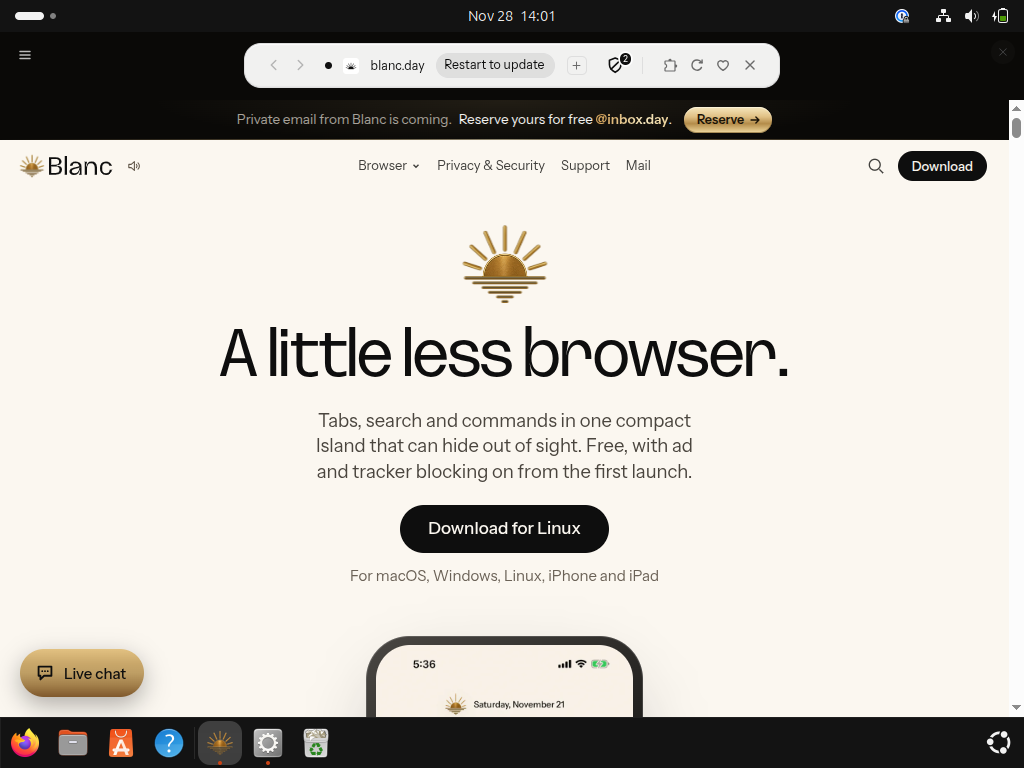 Nov 28 14:01
blanc.day
Restart to update
2
Private email from Blanc is coming. Reserve yours for free @inbox.day.
Reserve →
Blanc
Browser
Privacy & Security
Support
Mail
Download
A little less browser.
Tabs, search and commands in one compact
Island that can hide out of sight. Free, with ad
and tracker blocking on from the first launch.
Download for Linux
For macOS, Windows, Linux, iPhone and iPad
5:36
Saturday, November 21
Live chat